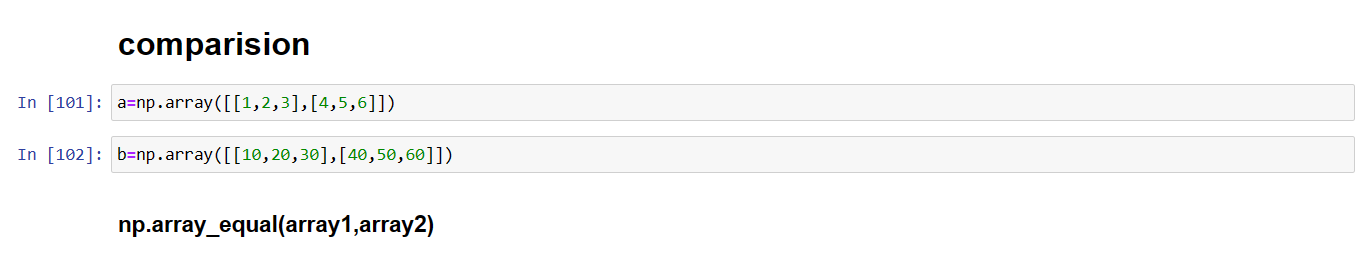 comparision
In [101]: a=np.array([[1,2,3],[4,5,6]])
In [102]: b=np.array([[10,20,30],[40,50,60]])
np.array_equal(array1,array2)